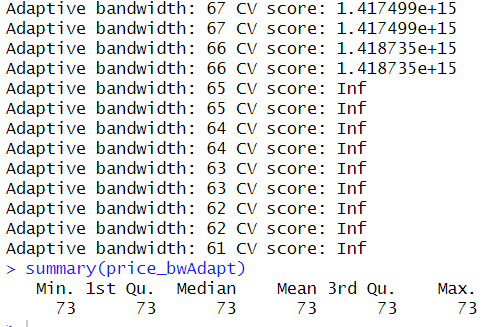 Adaptive bandwidth: 67 CV score: 1.417499e+15
Adaptive bandwidth: 67 CV score: 1.417499e+15
Adaptive bandwidth: 66 CV score: 1.418735e+15
Adaptive bandwidth: 66 CV score: 1.418735e+15
Adaptive bandwidth: 65 CV score: Inf
Adaptive bandwidth: 65 CV score: Inf
Adaptive bandwidth: 64 CV score: Inf
Adaptive bandwidth: 64 CV score: Inf
Adaptive bandwidth: 63 CV score: Inf
Adaptive bandwidth: 63 CV score: Inf
Adaptive bandwidth: 62 CV score: Inf
Adaptive bandwidth: 62 CV score: Inf
Adaptive bandwidth: 61 CV score: Inf
> summary(price_bwAdapt)
   Min. 1st Qu.  Median    Mean 3rd Qu.    Max.
     73      73      73      73      73      73
>